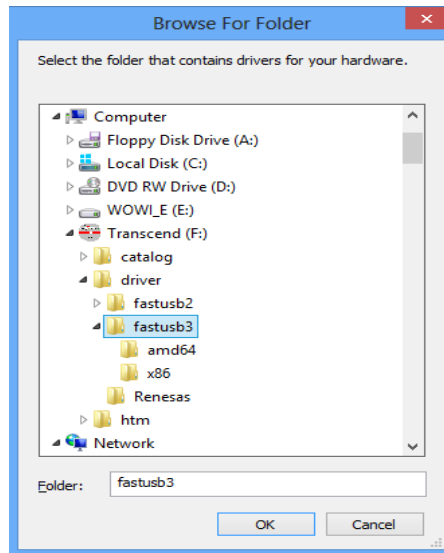 Browse For Folder
Select the folder that contains drivers for your hardware.
Computer
Floppy Disk Drive (A:)
Local Disk (C:)
DVD RW Drive (D:)
WOWI_E (E:)
Transcend (F:)
catalog
driver
fastusb2
fastusb3
amd64
x86
Renesas
htm
Network
Folder: fastusb3
OK Cancel